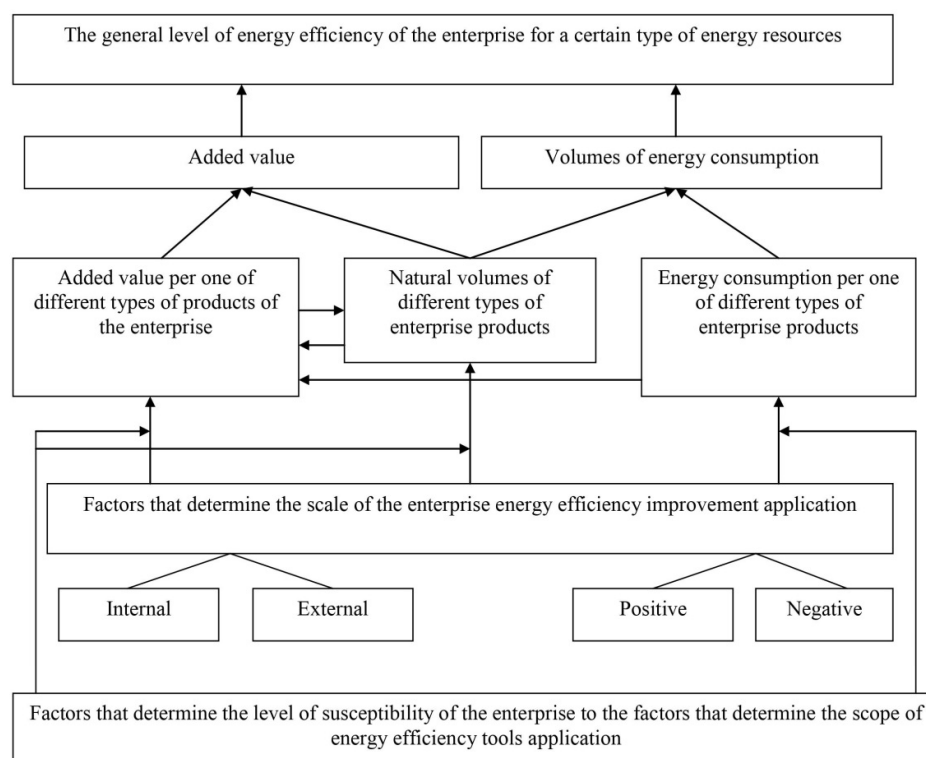 The general level of energy efficiency of the enterprise for a certain type of energy resources
Added value
Volumes of energy consumption
Added value per one of
different types of products of
the enterprise
Natural volumes of
different types of
enterprise products
Energy consumption per one
of different types of
enterprise products
Factors that determine the scale of the enterprise energy efficiency improvement application
Internal
External
Positive
Negative
Factors that determine the level of susceptibility of the enterprise to the factors that determine the scope of
energy efficiency tools application